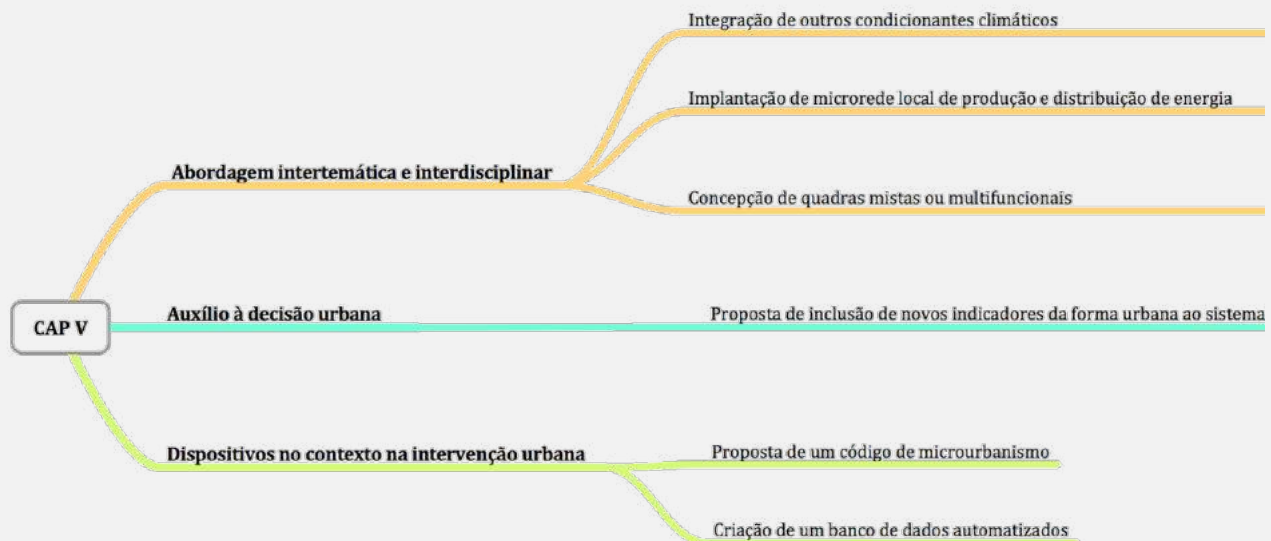 Integração de outros condicionantes climáticos
Implantação de microrede local de produção e distribuição de energia
Abordagem intertemática e interdisciplinar
Concepção de quadras mistas ou multifuncionais
CAP V
Auxílio à decisão urbana
Proposta de inclusão de novos indicadores da forma urbana ao sistema
Dispositivos no contexto na intervenção urbana
Proposta de um código de microurbanismo
Criação de um banco de dados automatizados